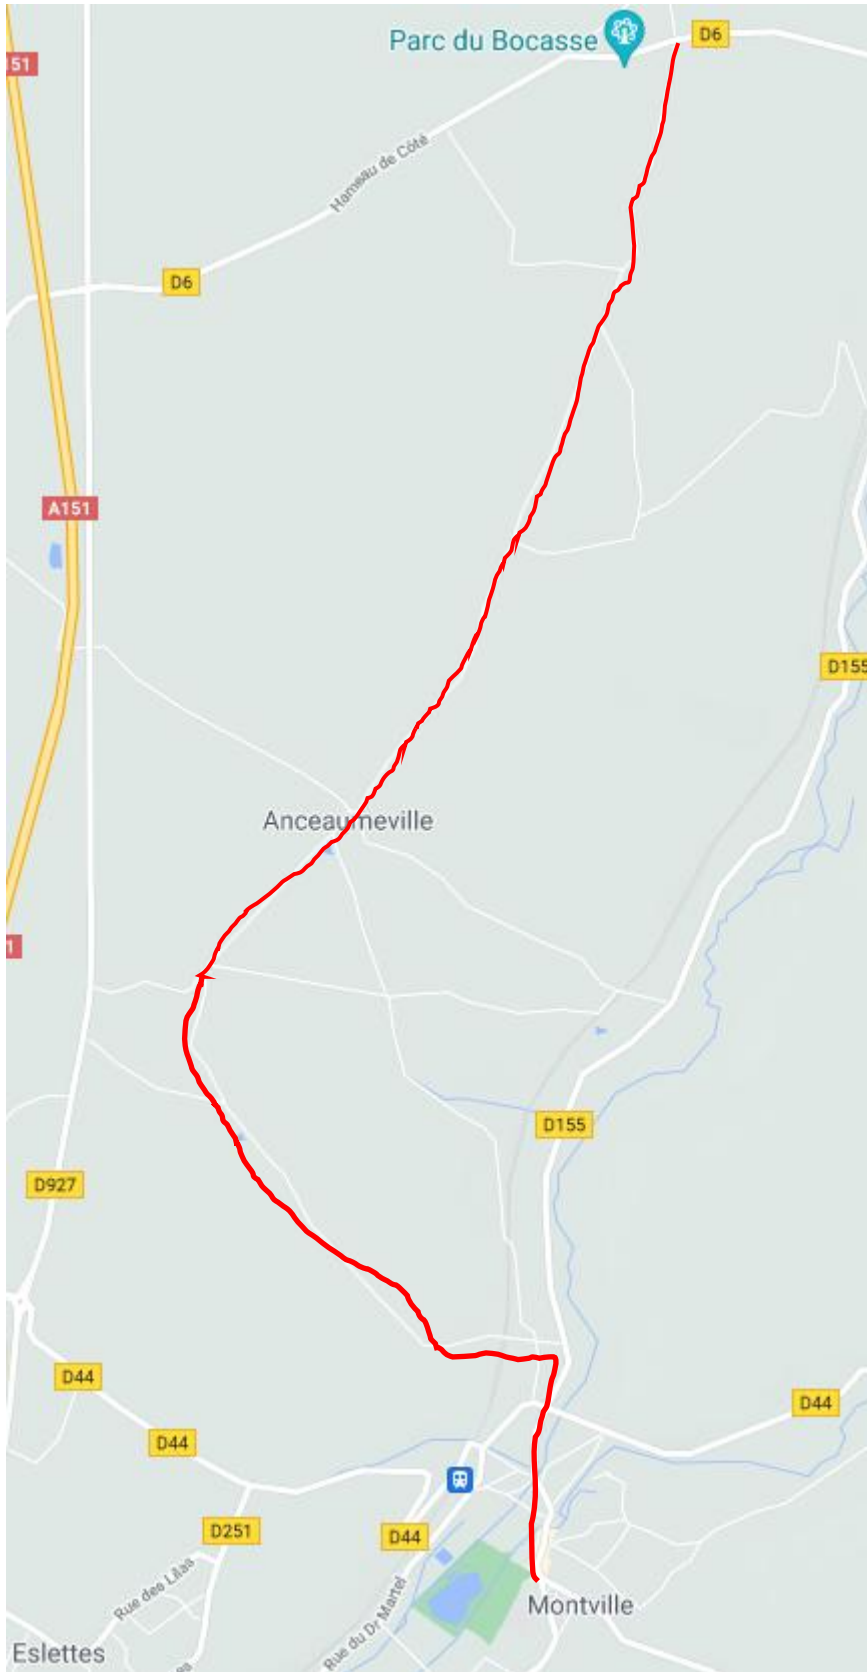 Parc du Bocasse
D6
151
Hameau de Côté
D6
A151
D155
Anceaumeville
1
D155
D927
D44
D44
D44
D251
D44
Rue des Lilas
Rue du Dr Martel
Montville
Eslettes